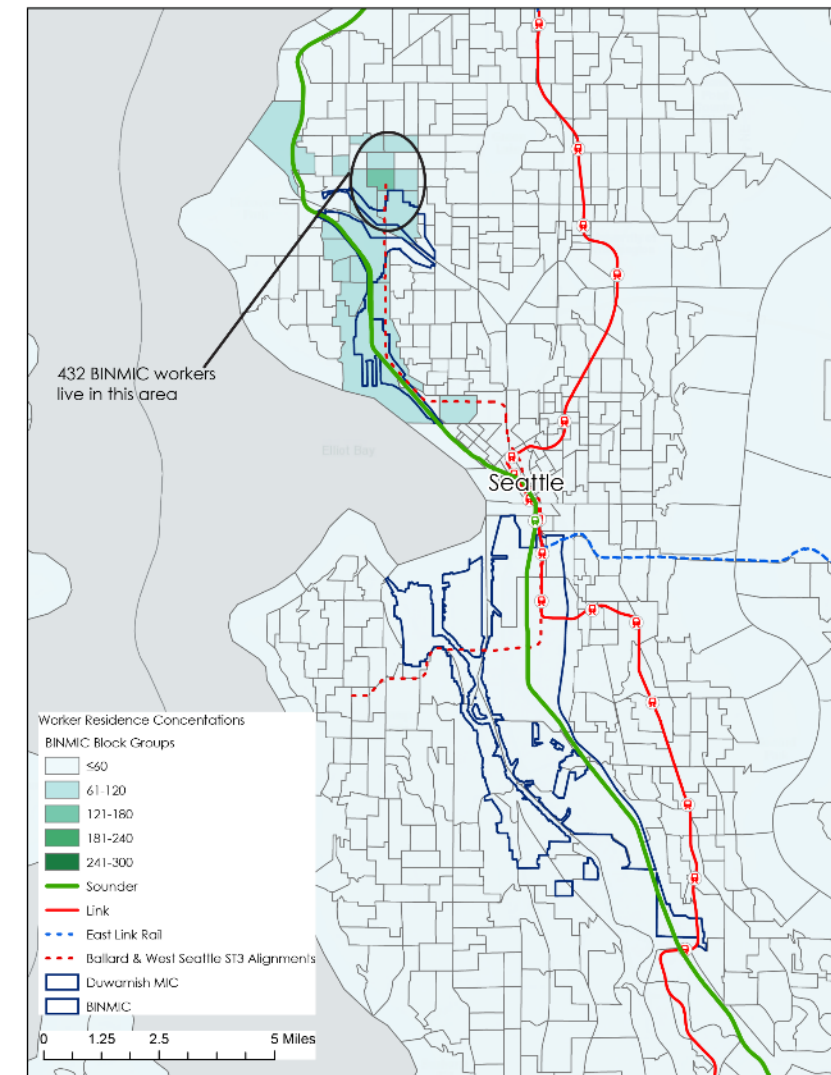 432 BINMIC workers
live in this area
Elliot Bay
Seattle
Worker Residence Concentations
BINMIC Block Groups
≤60
61-120
121-180
181-240
241-300
Sounder
Link
East Link Rail
Ballard & West Seattle ST3 Alignments
Duwamish MIC
BINMIC
0 1.25 2.5 5 Miles